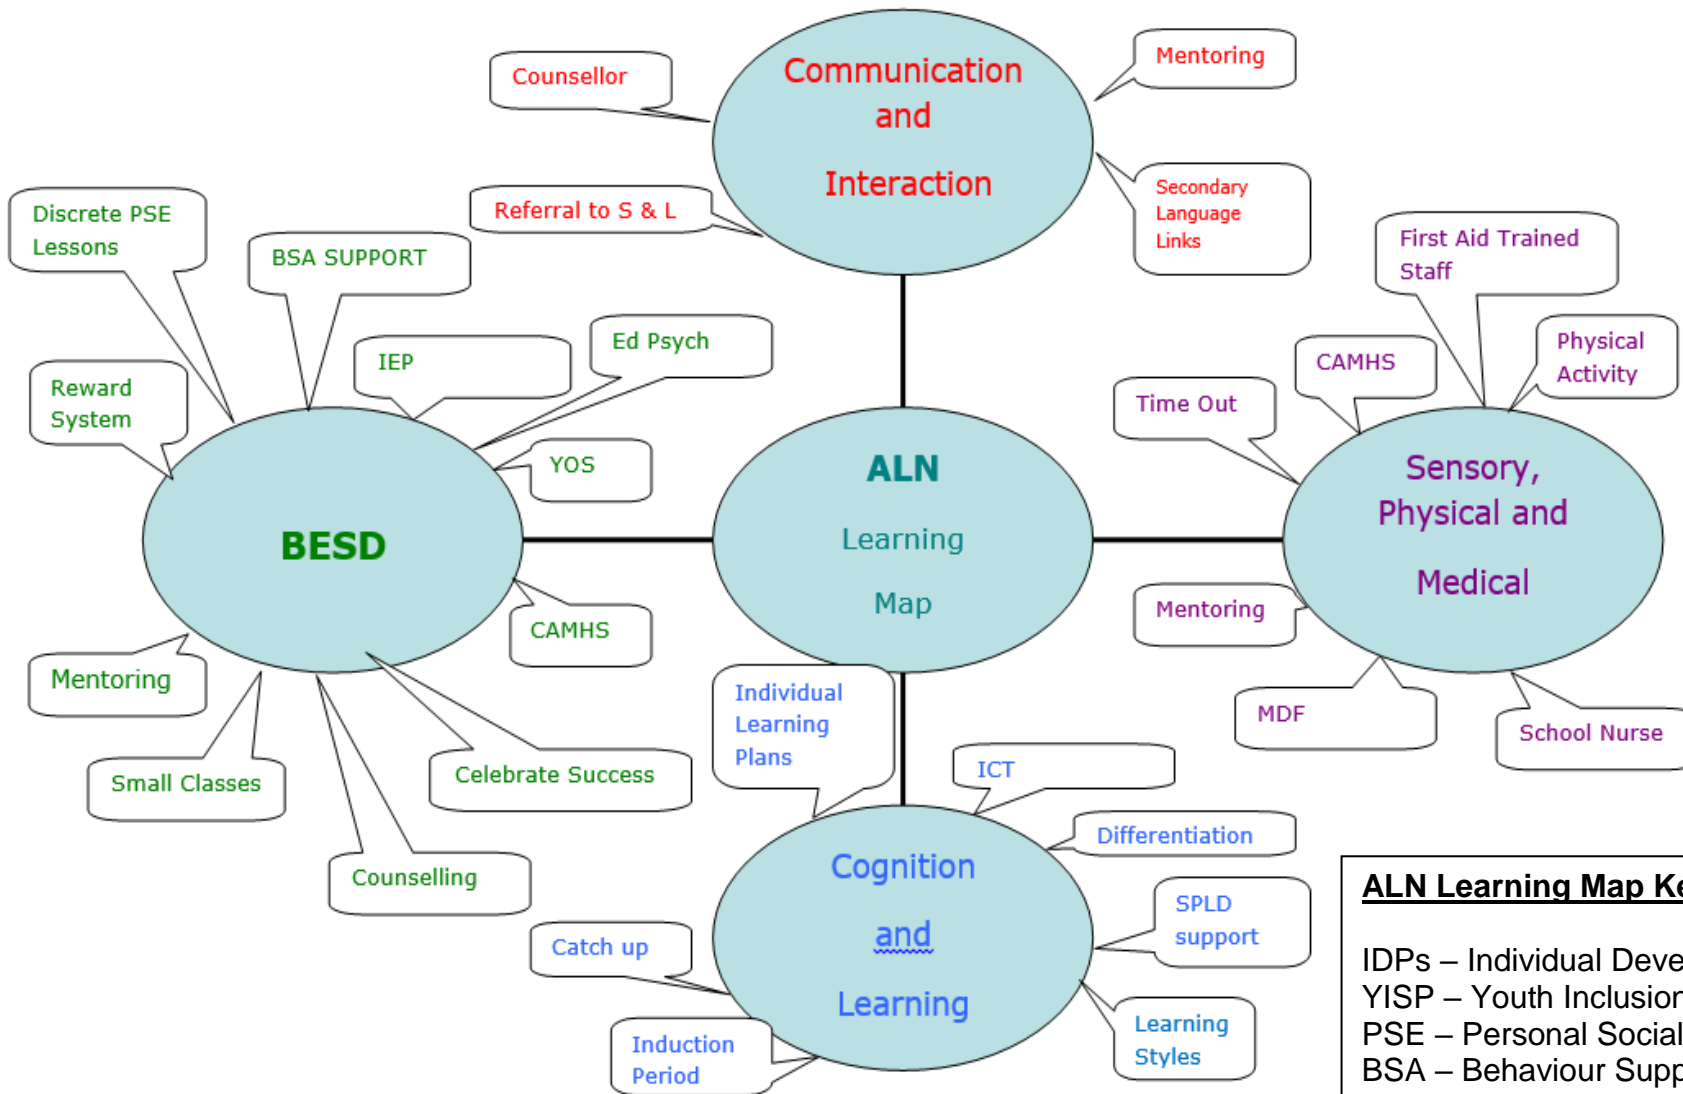 Communication
and
Interaction
Counsellor
Mentoring
Referral to S & L
Secondary
Language
Links
Discrete PSE
Lessons
BSA SUPPORT
IEP
Ed Psych
Reward
System
YOS
BESD
CAMHS
Mentoring
Small Classes
Celebrate Success
Counselling
ALN
Learning
Map
First Aid Trained
Staff
Physical
Activity
CAMHS
Time Out
Sensory,
Physical and
Medical
Mentoring
MDF
School Nurse
Individual
Learning
Plans
ICT
Differentiation
Cognition
and
Learning
SPLD
support
Catch up
Learning
Styles
Induction
Period
ALN Learning Map Ke
IDPs – Individual Deve
YISP – Youth Inclusion
PSE – Personal Social
BSA – Behaviour Supp